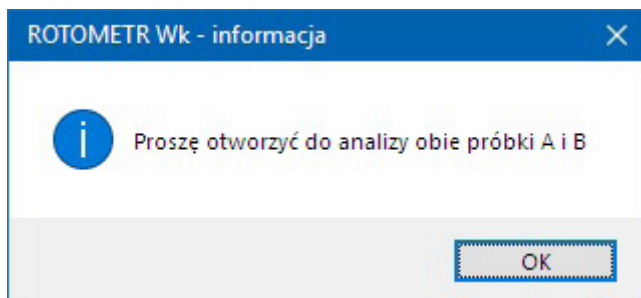 ROTOMETR Wk - informacja
Proszę otworzyć do analizy obie próbki A i B
OK